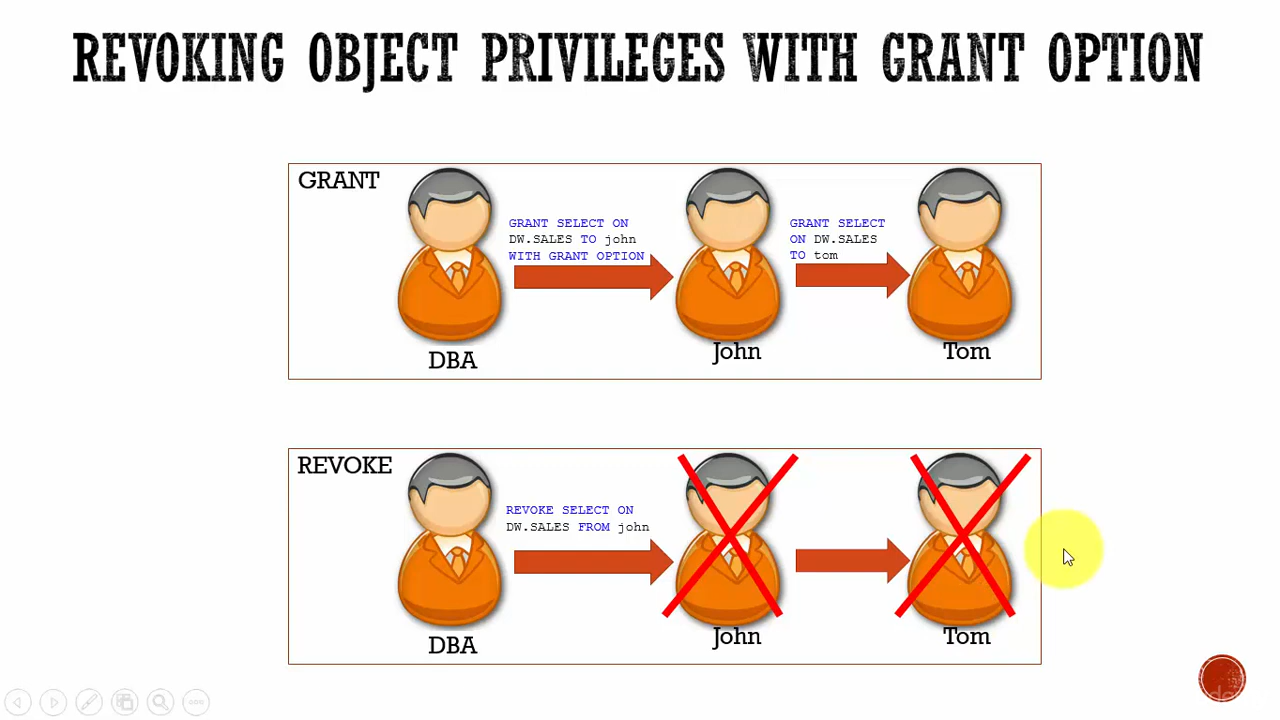 REVOKING OBJECT PRIVILEGES WITH GRANT OPTION
GRANT
GRANT SELECT ON
DW.SALES TO john
WITH GRANT OPTION
GRANT SELECT
ON DW.SALES
TO tom
DBA
John
Tom
REVOKE
REVOKE SELECT ON
DW.SALES FROM john
DBA
John
Tom